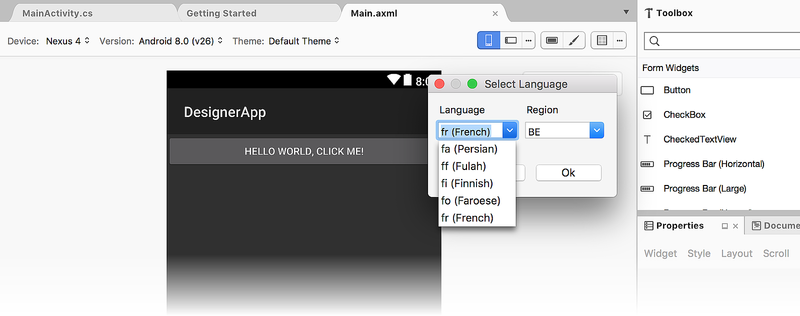 MainActivity.cs
Getting Started
Main.axml
Device: Nexus 4 Version: Android 8.0 (v26) Theme: Default Theme
8:0
DesignerApp
HELLO WORLD, CLICK ME!
Select Language
Language Region
fr (French) BE
fa (Persian)
ff (Fulah)
fi (Finnish)
fo (Faroese)
fr (French)
Ok
Toolbox
Form Widgets
Button
CheckBox
CheckedTextView
Progress Bar (Horizontal)
Progress Bar (Large)
Progress Bar
Properties
Docume
Widget Style Layout Scroll